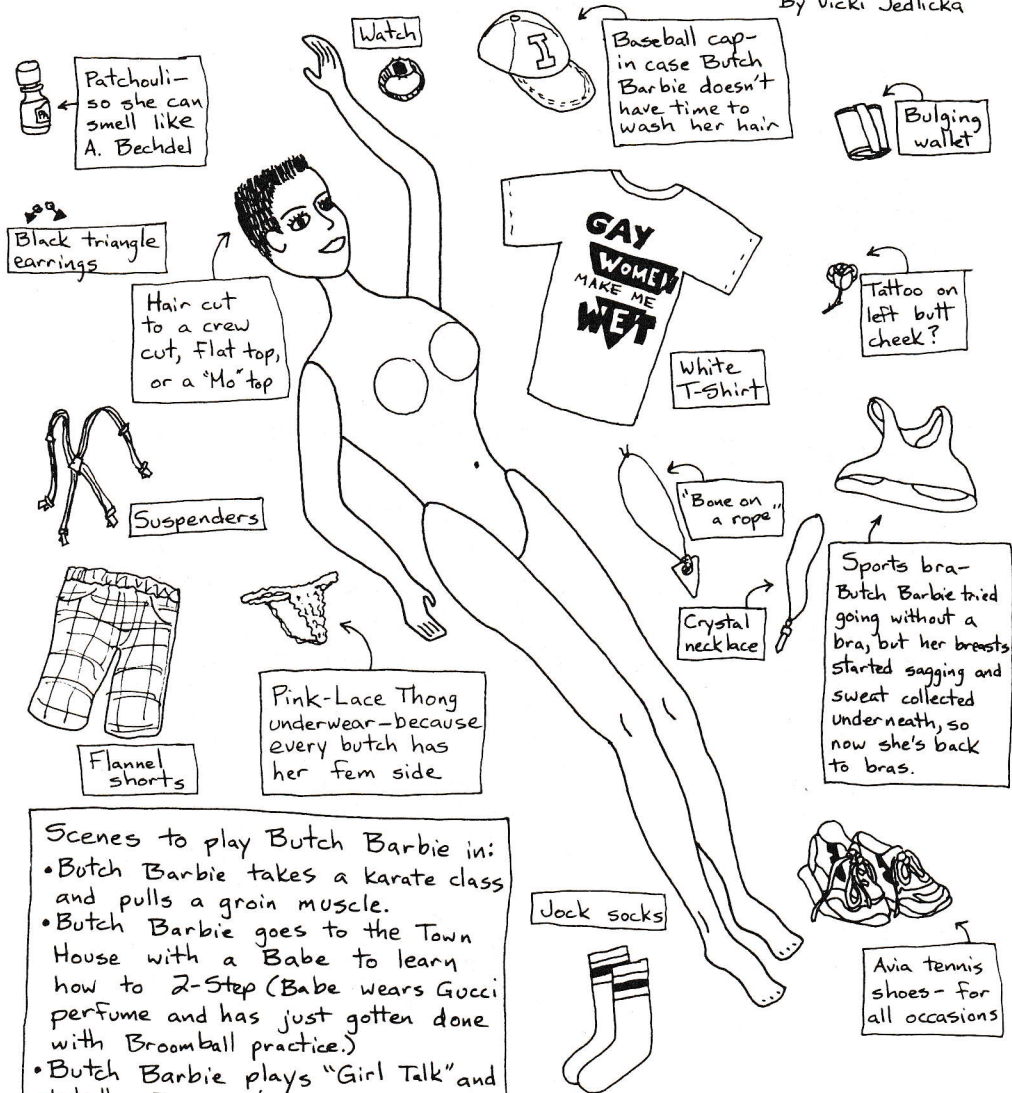 By Vicki Jedlicka
Watch
Patchouli-
so she can
smell like
A. Bechdel
PA
I
Baseball cap-
in case Butch
Barbie doesn't
have time to
wash her hair
Bulging
wallet
Black triangle
earrings
Hair cut
to a crew
cut, flat top,
or a "Mo" top
GAY
WOMEN
MAKE ME
WET
White
T-Shirt
Tattoo on
left butt
cheek?
Suspenders
"Bone on
a rope"
Crystal
necklace
Sports bra-
Butch Barbie tried
going without a
bra, but her breasts
started sagging and
sweat collected
underneath, so
now she's back
to bras.
Flannel
shorts
Pink-Lace Thong
underwear-because
every butch has
her fem side
Scenes to play Butch Barbie in:
• Butch Barbie takes a karate class
and pulls a groin muscle.
• Butch Barbie goes to the Town
House with a Babe to learn
how to 2-Step (Babe wears Gucci
perfume and has just gotten done
with Broomball practice.)
• Butch Barbie plays "Girl Talk" and
Jock socks
Avia tennis
shoes- for
all occasions